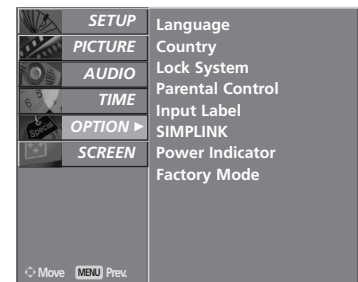 SETUP
PICTURE
AUDIO
TIME
OPTION
SCREEN
Language
Country
Lock System
Parental Control
Input Label
SIMPLINK
Power Indicator
Factory Mode
Special
Move MENU Prev.